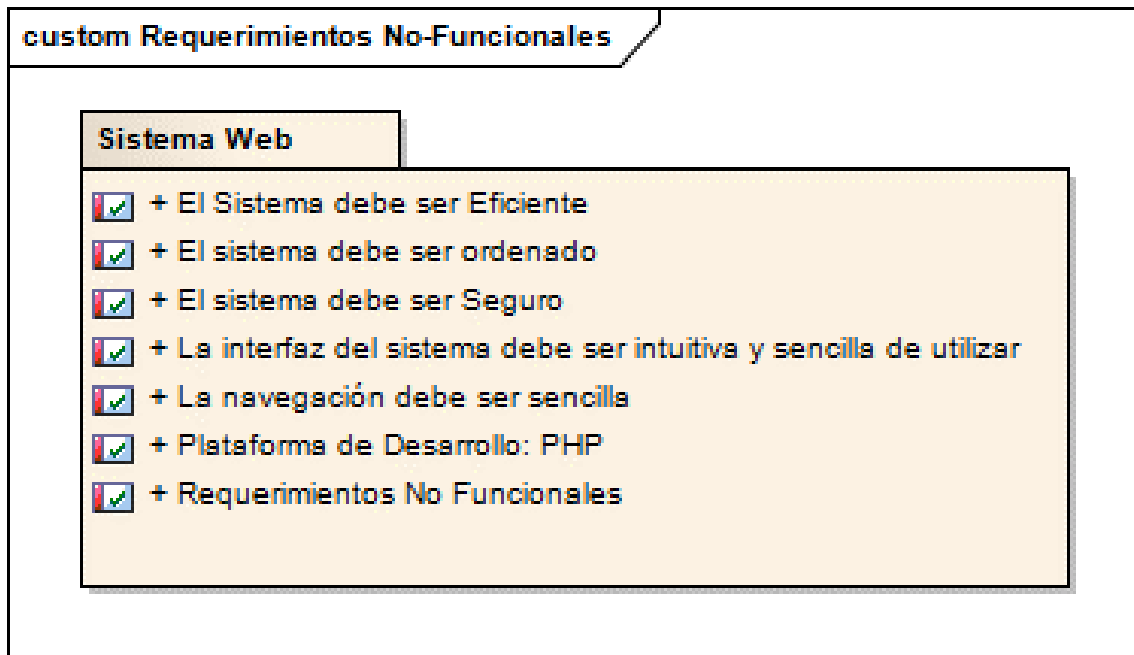 custom Requerimientos No-Funcionales
Sistema Web
+ El Sistema debe ser Eficiente
+ El sistema debe ser ordenado
+ El sistema debe ser Seguro
+ La interfaz del sistema debe ser intuitiva y sencilla de utilizar
+ La navegación debe ser sencilla
+ Plataforma de Desarrollo: PHP
+ Requerimientos No Funcionales